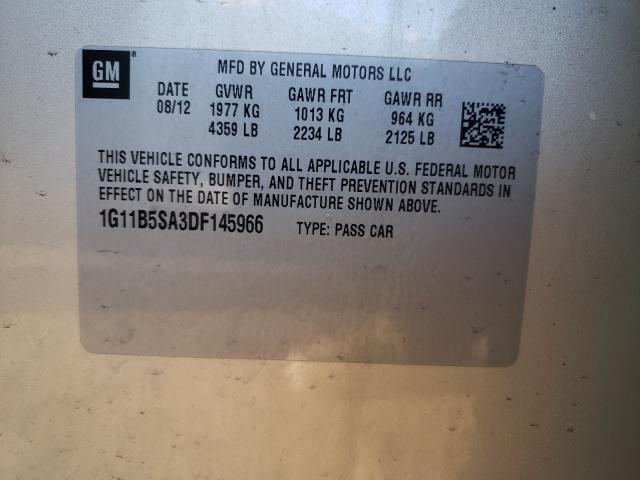 GM
MFD BY GENERAL MOTORS LLC
DATE GVWR GAWR FRT GAWR RR
08/12 1977 KG 1013 KG 964 KG
4359 LB 2234 LB 2125 LB
THIS VEHICLE CONFORMS TO ALL APPLICABLE U.S. FEDERAL MOTOR
VEHICLE SAFETY, BUMPER, AND THEFT PREVENTION STANDARDS IN
EFFECT ON THE DATE OF MANUFACTURE SHOWN ABOVE.
1G11B5SA3DF145966 TYPE: PASS CAR